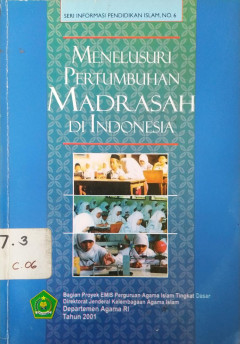 SERI INFORMASI PENDIDIKAN ISLAM, NO. 6
MENELUSURI
PERTUMBUHAN
MADRASAH
DI INDONESIA
7.3
C.06
Bagian Proyek EMIS Perguruan Agama Islam Tingkat Dasar
Direktorat Jenderal Kelembagaan Agama Islam
Departemen Agama RI
Tahun 2001